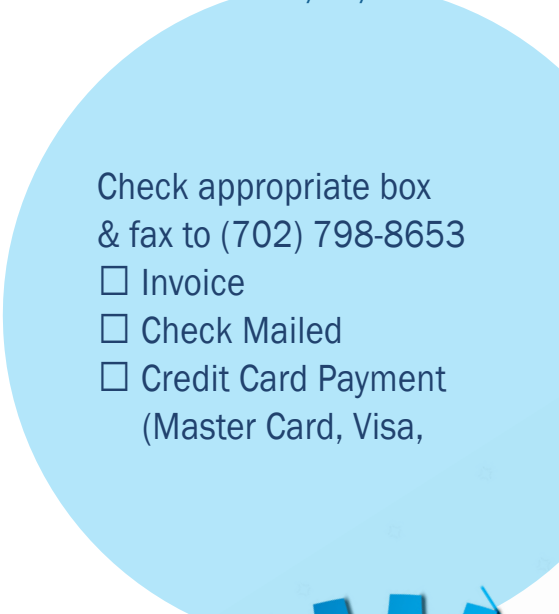 Check appropriate box
& fax to (702) 798-8653
☐ Invoice
☐ Check Mailed
☐ Credit Card Payment
(Master Card, Visa,